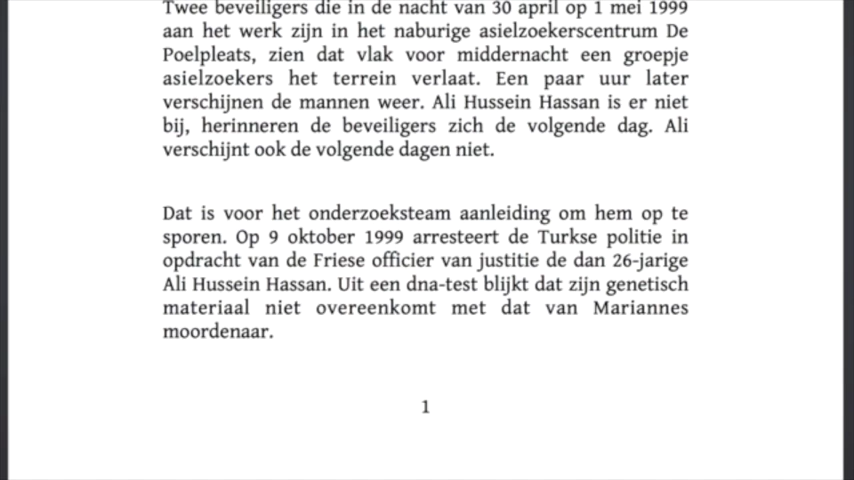 Twee beveiligers die in de nacht van 30 april op 1 mei 1999
aan het werk zijn in het naburige asielzoekerscentrum De
Poelpleats, zien dat vlak voor middernacht een groepje
asielzoekers het terrein verlaat. Een paar uur later
verschijnen de mannen weer. Ali Hussein Hassan is er niet
bij, herinneren de beveiligers zich de volgende dag. Ali
verschijnt ook de volgende dagen niet.
Dat is voor het onderzoeksteam aanleiding om hem op te
sporen. Op 9 oktober 1999 arresteert de Turkse politie in
opdracht van de Friese officier van justitie de dan 26-jarige
Ali Hussein Hassan. Uit een dna-test blijkt dat zijn genetisch
materiaal niet overeenkomt met dat van Mariannes
moordenaar.
1